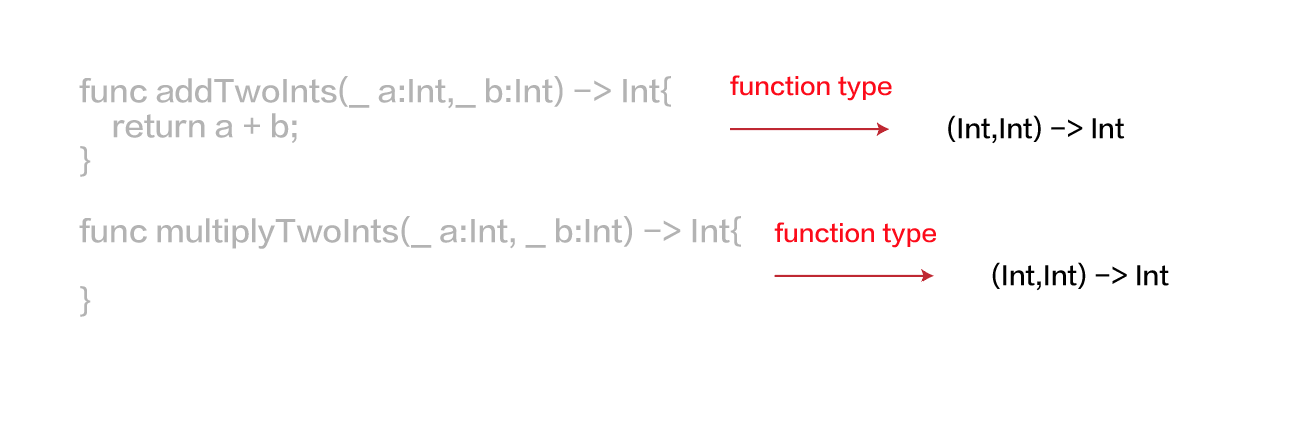 func addTwoInts(_ a:Int,_ b:Int) -> Int{
function type
return a + b;
(Int,Int) -> Int
}
func multiplyTwoInts(_ a:Int, _ b:Int) -> Int{
function type
(Int,Int) -> Int
}